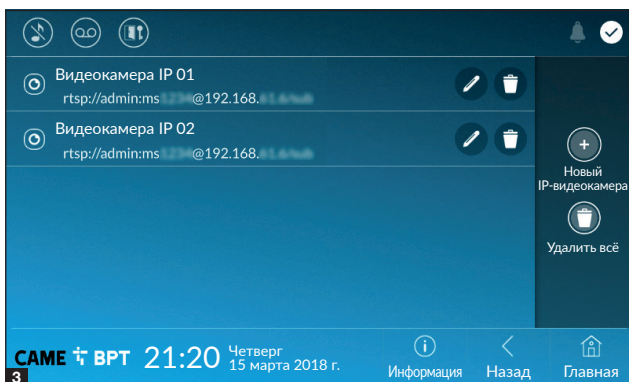 Видеокамера IP 01
rtsp://admin:ms @192.168.
Видеокамера IP 02
rtsp://admin:ms @192.168.
Новый
IP-видеокамера
Удалить всё
CAME BPT 21:20 Четверг
15 марта 2018 г.
Информация Назад Главная
3